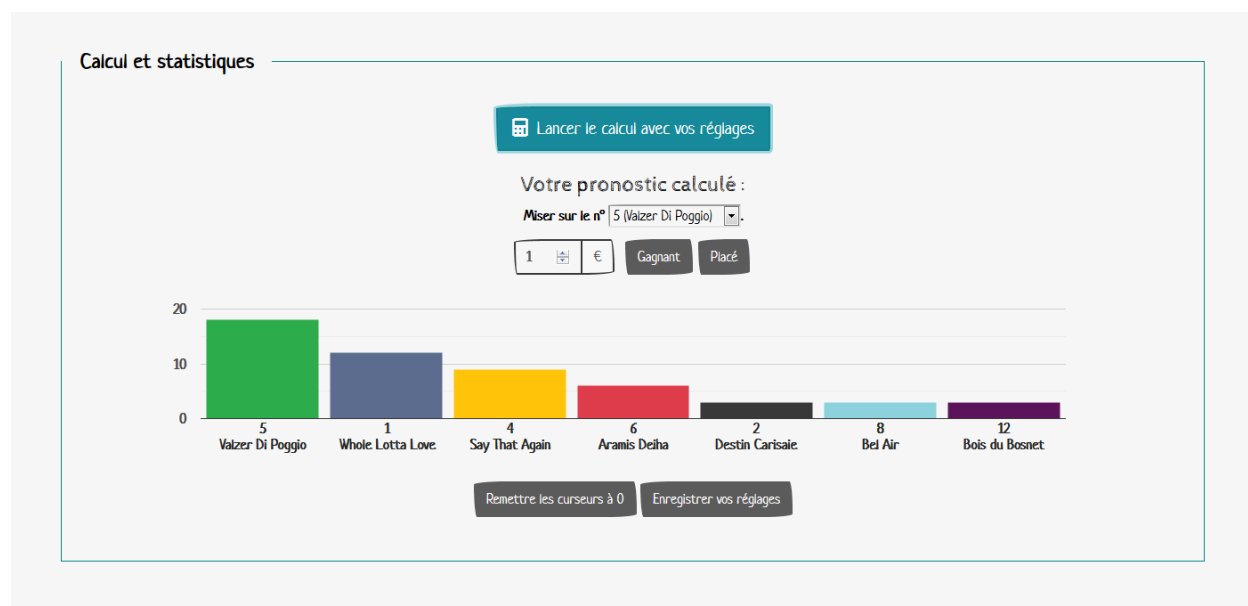 Calcul et statistiques
Lancer le calcul avec vos réglages
Votre pronostic calculé :
Miser sur le n° 5 (Valzer Di Poggio) .
1 € Gagnant Placé
20
10
0
5 1 4 6 2 8 12
Valzer Di Poggio Whole Lotta Love Say That Again Aramis Delha Destin Carisaie Bel Air Bois du Bosnet
Remettre les curseurs à 0 Enregistrer vos réglages